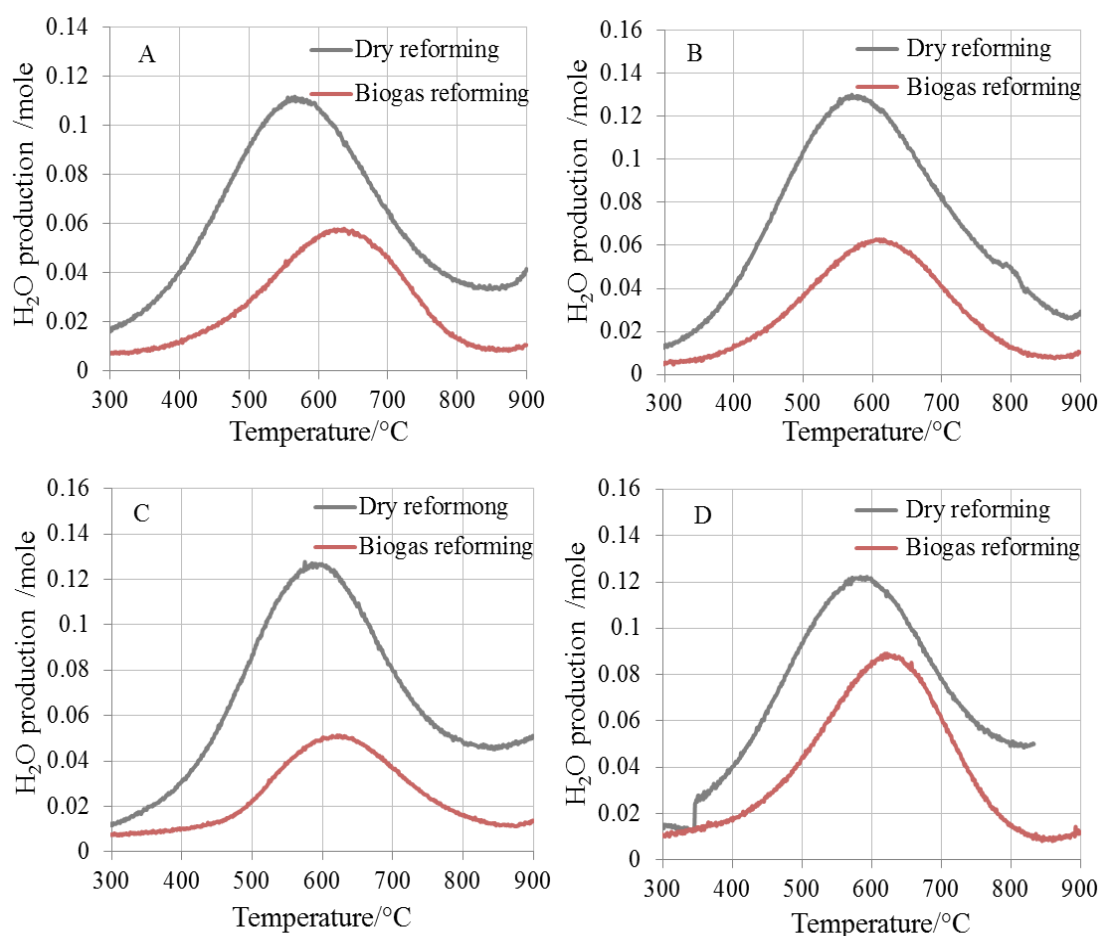 A
Dry reforming
Biogas reforming
H₂O production /mole
0.14
0.12
0.1
0.08
0.06
0.04
0.02
0
300 400 500 600 700 800 900
Temperature/°C
B
Dry reforming
Biogas reforming
H₂O production /mole
0.16
0.14
0.12
0.1
0.08
0.06
0.04
0.02
0
300 400 500 600 700 800 900
Temperature/°C
C
Dry reformong
Biogas reforming
H₂O production /mole
0.16
0.14
0.12
0.1
0.08
0.06
0.04
0.02
0
300 400 500 600 700 800 900
Temperature/°C
D
Dry reforming
Biogas reforming
H₂O production /mole
0.16
0.14
0.12
0.1
0.08
0.06
0.04
0.02
0
300 400 500 600 700 800 900
Temperature/°C